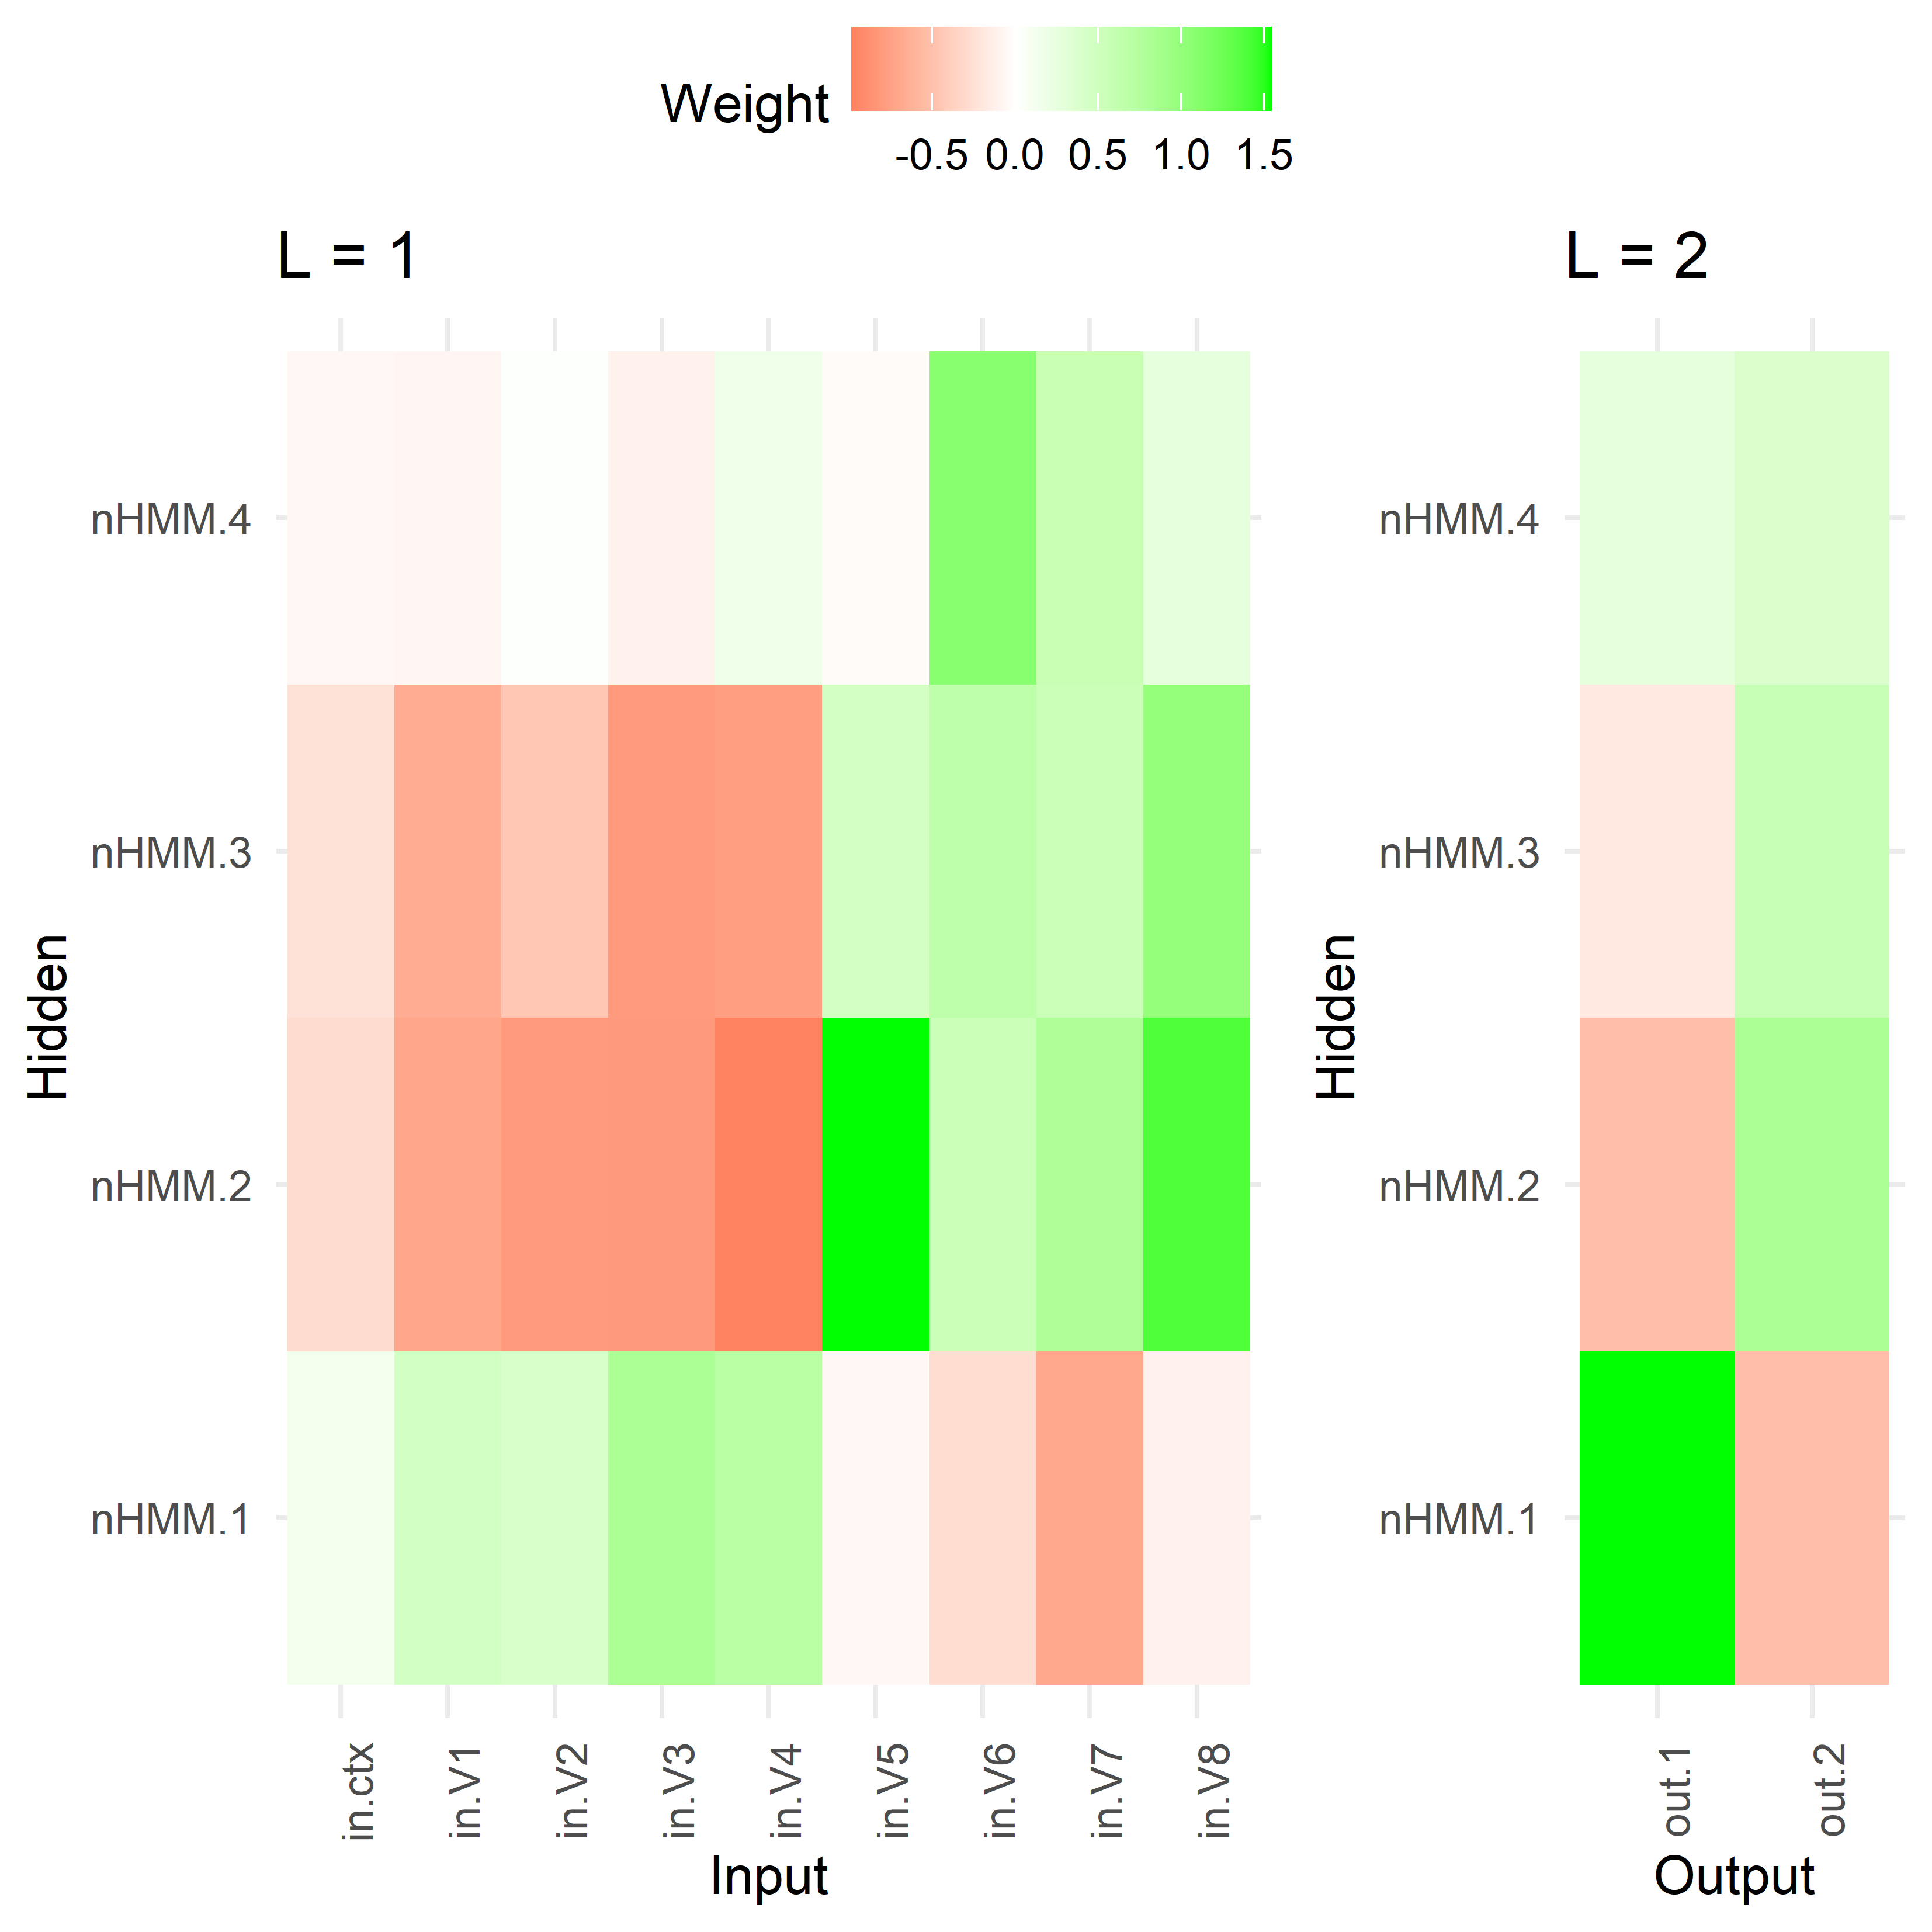 Weight
-0.5 0.0 0.5 1.0 1.5
L = 1
L = 2
Hidden
nHMM.4
nHMM.3
nHMM.2
nHMM.1
in.ctx in.V1 in.V2 in.V3 in.V4 in.V5 in.V6 in.V7 in.V8
Input
Hidden
nHMM.4
nHMM.3
nHMM.2
nHMM.1
out.1 out.2
Output